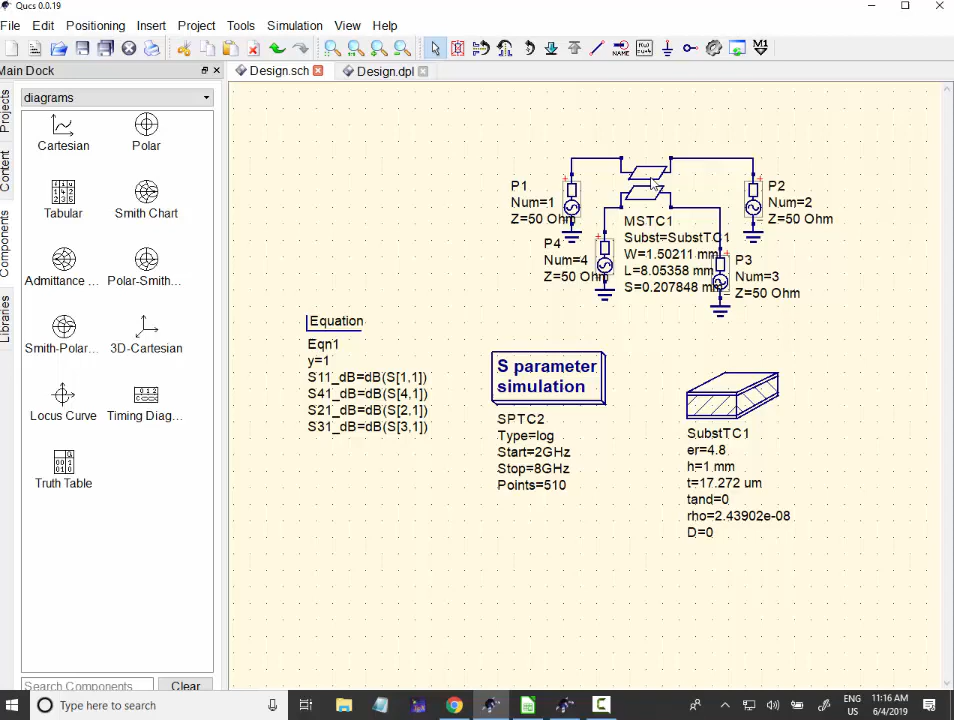 Qucs 0.0.19
File Edit Positioning Insert Project Tools Simulation View Help
Main Dock
Design.sch
Design.dpl
Projects
Content
Components
Libraries
diagrams
Cartesian
Polar
Tabular
Smith Chart
Admittance ...
Polar-Smith...
Smith-Polar...
3D-Cartesian
Locus Curve
Timing Diag...
Truth Table
Search Components
Clear
P1
Num=1
Z=50 Ohm
P2
Num=2
Z=50 Ohm
P4
Num=4
Z=50 Ohm
MSTC1
Subst=SubstTC1
W=1.50211 mm
L=8.05358 mm
S=0.207848 mm
P3
Num=3
Z=50 Ohm
Equation
Eqn1
y=1
S11_dB=dB(S[1,1])
S41_dB=dB(S[4,1])
S21_dB=dB(S[2,1])
S31_dB=dB(S[3,1])
S parameter
simulation
SPTC2
Type=log
Start=2GHz
Stop=8GHz
Points=510
SubstTC1
er=4.8
h=1 mm
t=17.272 um
tand=0
rho=2.43902e-08
D=0
Type here to search
ENG
US
11:16 AM
6/4/2019